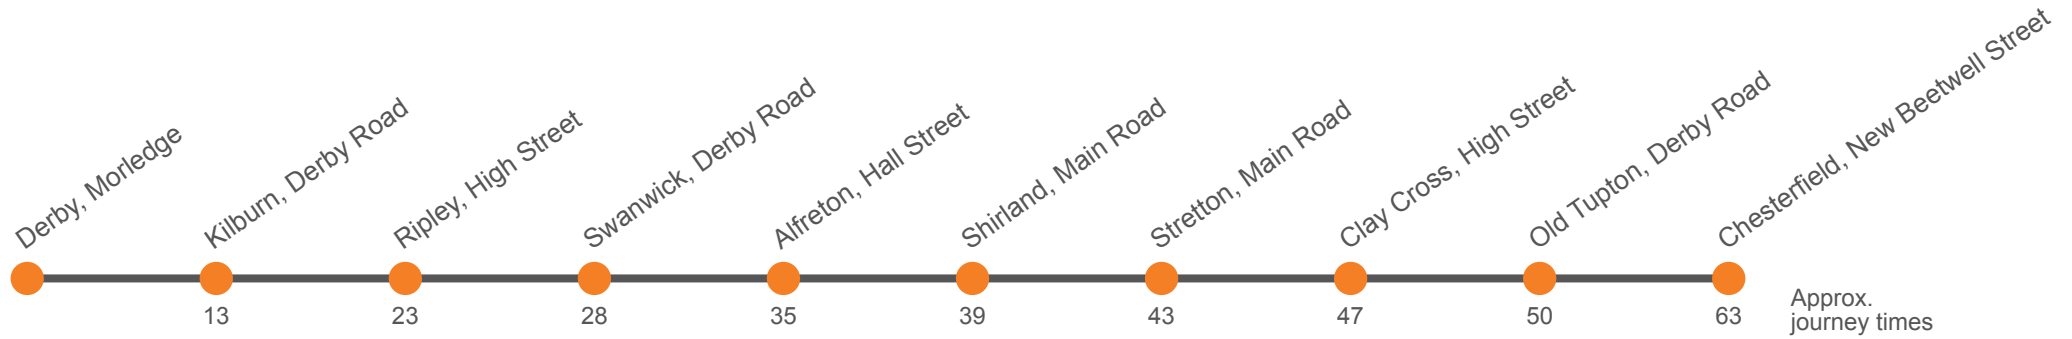 Derby, Morledge
Kilburn, Derby Road
Ripley, High Street
Swanwick, Derby Road
Alfreton, Hall Street
Shirland, Main Road
Stretton, Main Road
Clay Cross, High Street
Old Tupton, Derby Road
Chesterfield, New Beetwell Street
13
23
28
35
39
43
47
50
63
Approx.
journey times